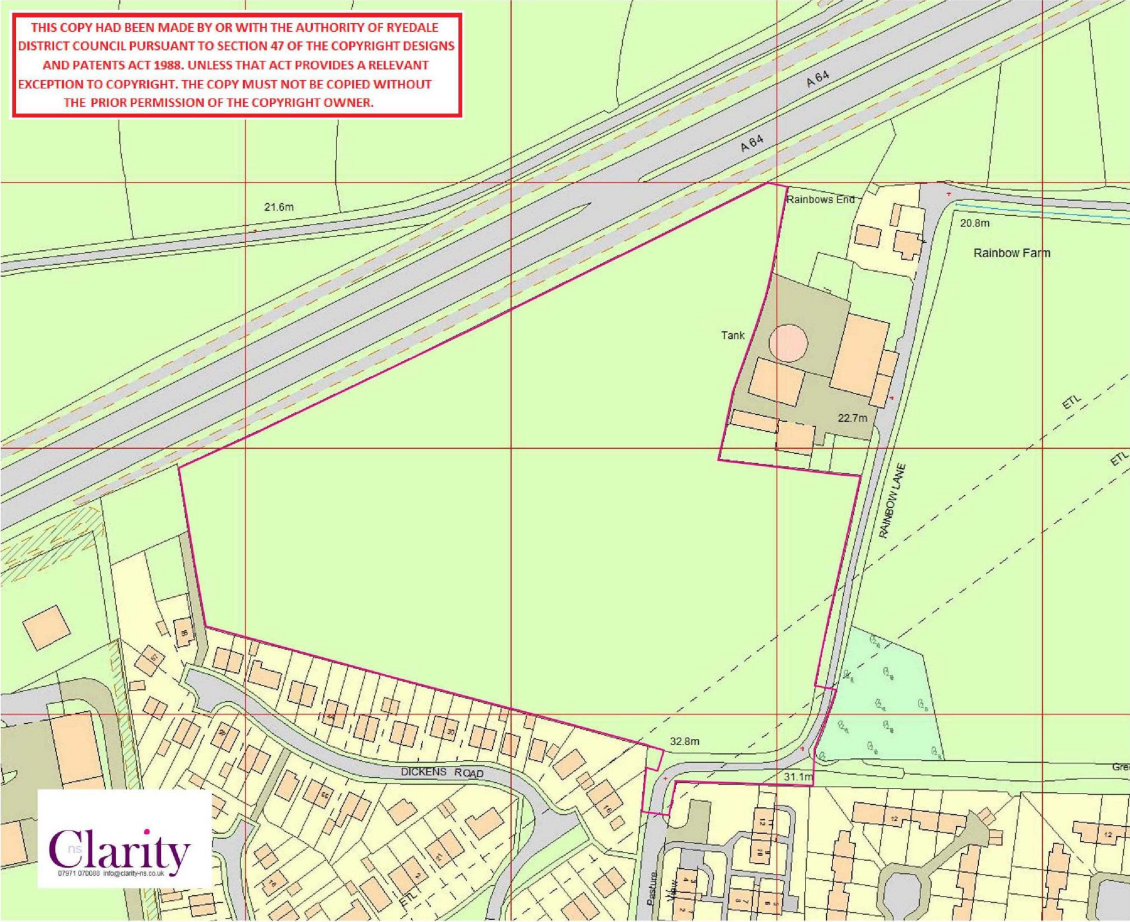 THIS COPY HAD BEEN MADE BY OR WITH THE AUTHORITY OF RYEDALE
DISTRICT COUNCIL PURSUANT TO SECTION 47 OF THE COPYRIGHT DESIGNS
AND PATENTS ACT 1988. UNLESS THAT ACT PROVIDES A RELEVANT
EXCEPTION TO COPYRIGHT. THE COPY MUST NOT BE COPIED WITHOUT
THE PRIOR PERMISSION OF THE COPYRIGHT OWNER.
A 64
A 64
21.6m
Rainbows End
20.8m
Rainbow Farm
Tank
22.7m
ETL
ETL
RAINBOW LANE
32.8m
31.1m
Gre
DICKENS ROAD
Pasture
View
ETL
12
12
Clarity
ns
07971 070088 info@clarity-ns.co.uk